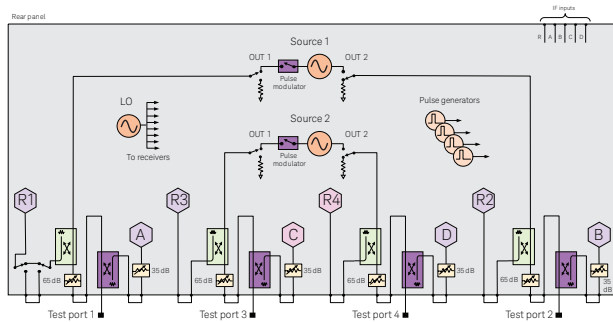 IF inputs
Rear panel
R A B C D
Source 1
OUT 1
OUT 2
Pulse modulator
LO
To receivers
Pulse generators
Source 2
OUT 1
OUT 2
Pulse modulator
R1
A
R3
C
R4
D
R2
B
65 dB
35 dB
65 dB
35 dB
65 dB
35 dB
65 dB
35 dB
Test port 1
Test port 3
Test port 4
Test port 2